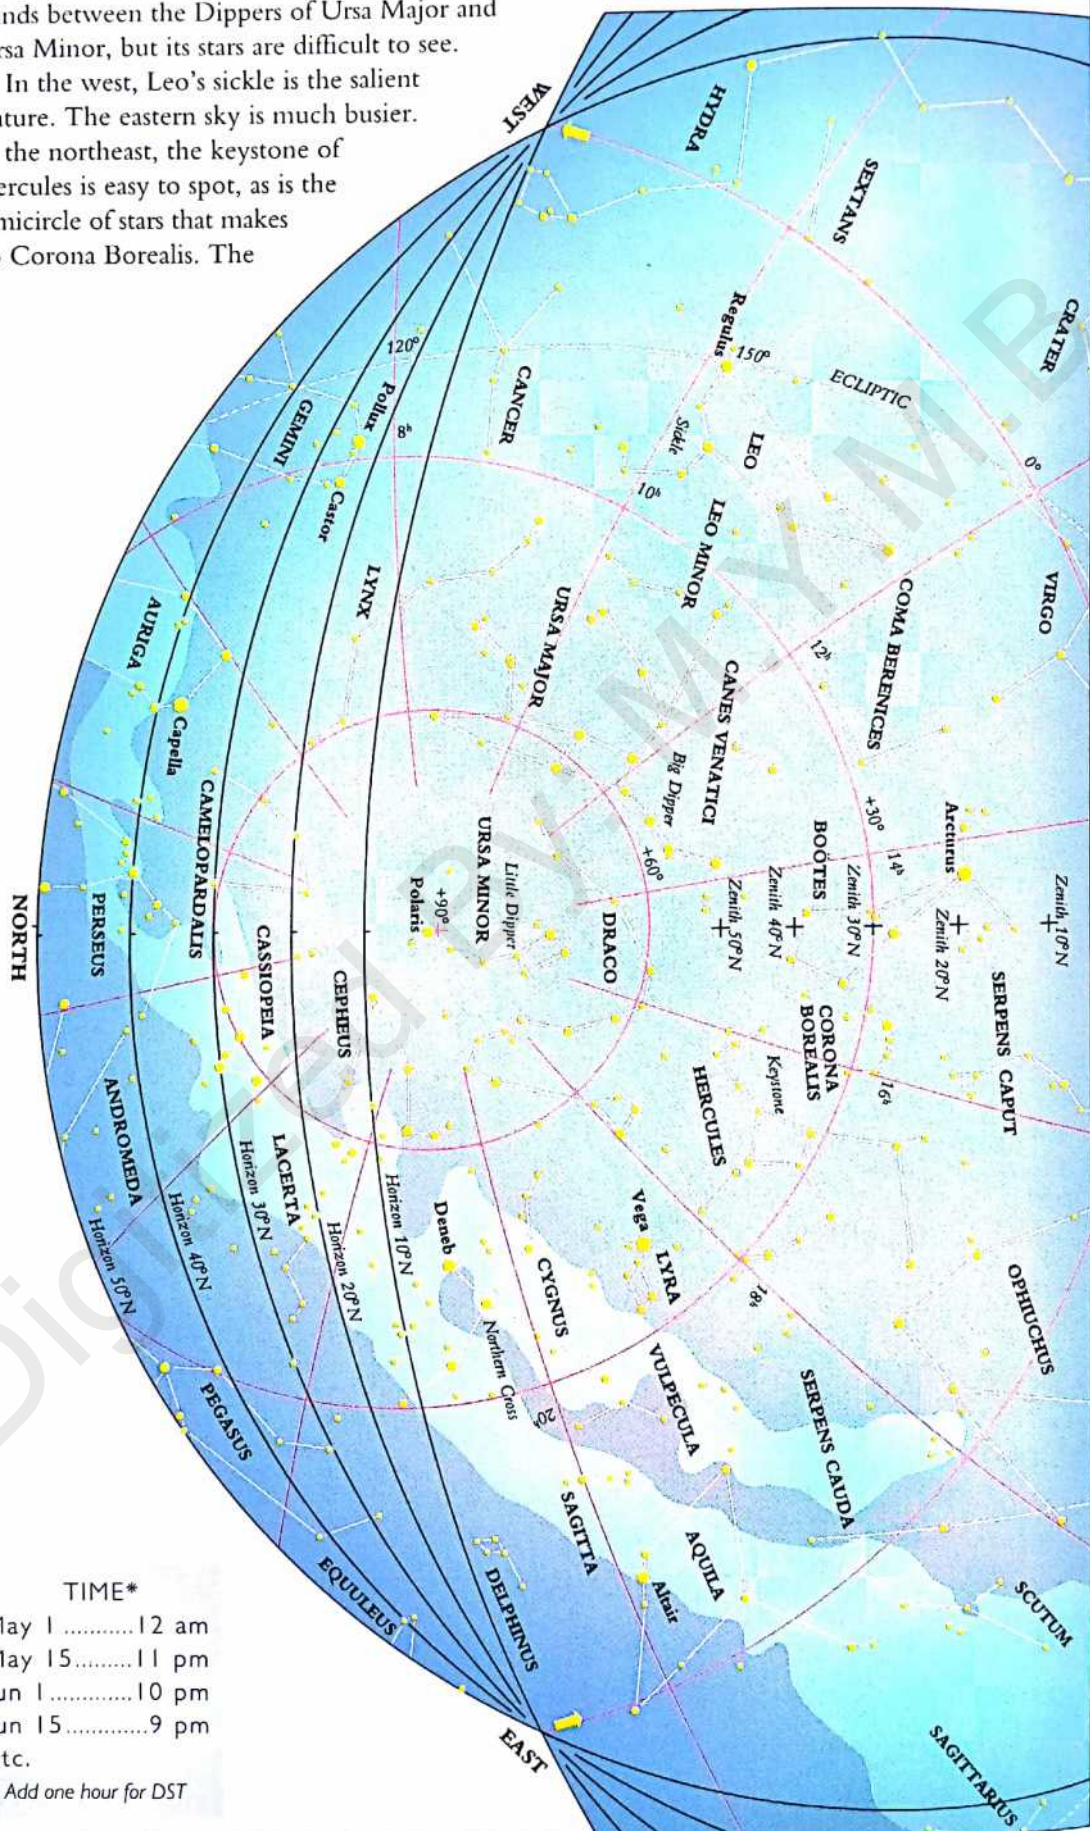 nds between the Dippers of Ursa Major and
rsa Minor, but its stars are difficult to see.
In the west, Leo's sickle is the salient
ature. The eastern sky is much busier.
the northeast, the keystone of
ercules is easy to spot, as is the
micircle of stars that makes
Corona Borealis. The
WEST
HYDRA
SEXTANS
CRATER
Regulus
150°
ECLIPTIC
120°
Pollux
CANCER
GEMINI
8h
Sickle
LEO
0°
10h
Castor
LEO MINOR
LYNX
URSA MAJOR
COMA BERENICES
VIRGO
AURIGA
12h
CANES VENATICI
Capella
Big Dipper
CAMELOPARDALIS
+30°
Arcturus
URSA MINOR
Little Dipper
+60°
BOÖTES
14h
Polaris
+90°
Zenith 50°N
Zenith 40°N
Zenith 30°N
Zenith 20°N
Zenith 10°N
NORTH
PERSEUS
DRACO
CASSIOPEIA
CEPHEUS
SERPENS CAPUT
CORONA
BOREALIS
Keystone
HERCULES
16h
ANDROMEDA
LACERTA
Horizon 50°N
Horizon 40°N
Horizon 30°N
Horizon 20°N
Horizon 10°N
Deneb
Vega
LYRA
CYGNUS
18h
OPHIUCHUS
Northern Cross
VULPECULA
20h
PEGASUS
SERPENS CAUDA
SAGITTA
AQUILA
Altair
EQUULEUS
DELPHINUS
SCUTUM
EAST
SAGITTARIUS
TIME*
May 1 ...........12 am
May 15.........11 pm
un 1.............10 pm
un 15.............9 pm
tc.
Add one hour for DST
Digitized By: M.Y.M.B